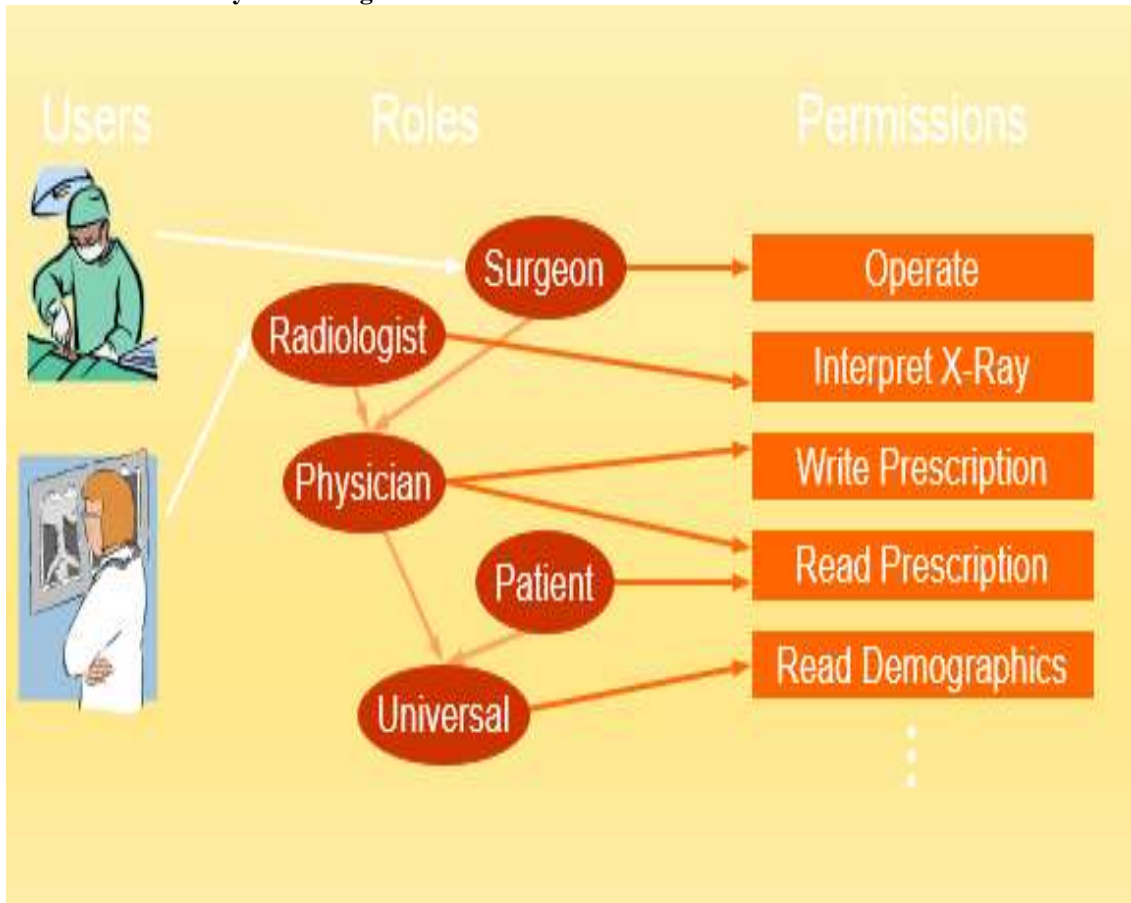 Users Roles Permissions
Surgeon Operate
Radiologist Interpret X-Ray
Physician Write Prescription
Patient Read Prescription
Universal Read Demographics